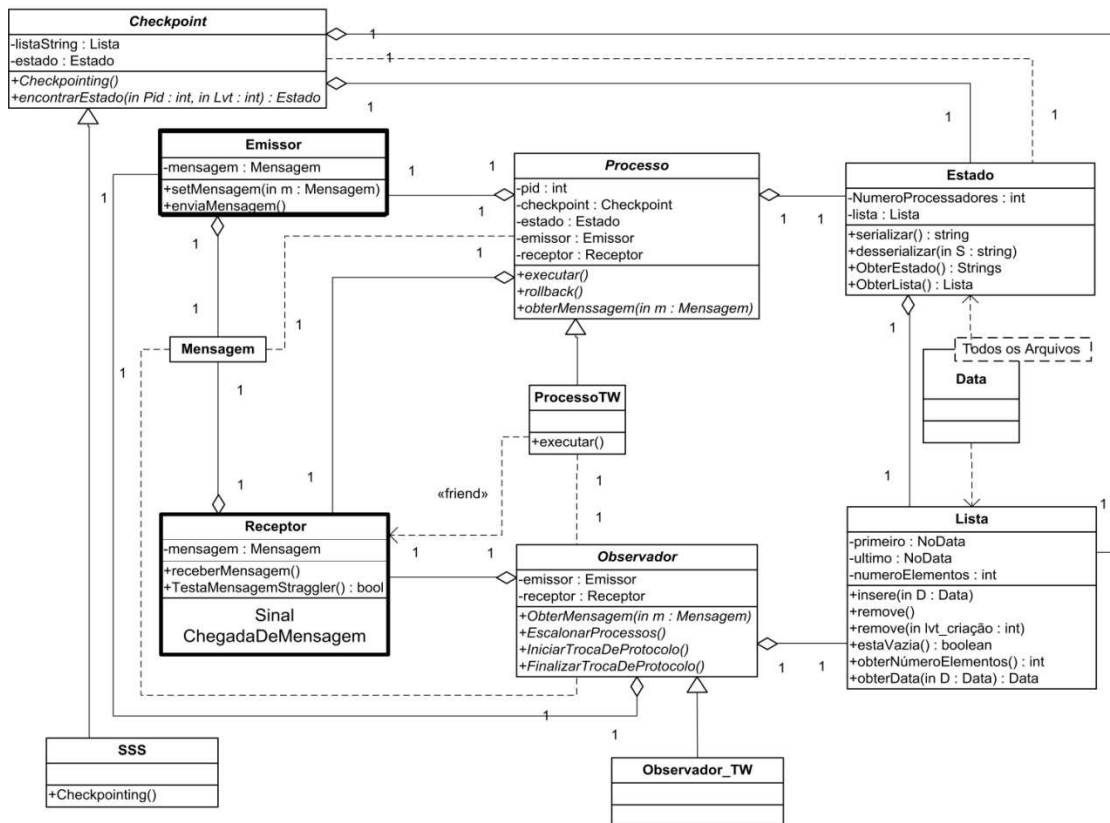 Checkpoint
-listaString : Lista
-estado : Estado
+Checkpointing()
+encontrarEstado(in Pid : int, in Lvt : int) : Estado
1
1
1
1
1
Emissor
-mensagem : Mensagem
+setMensagem(in m : Mensagem)
+enviaMensagem()
1
1
1
1
1
1
Processo
-pid : int
-checkpoint : Checkpoint
-estado : Estado
-emissor : Emissor
-receptor : Receptor
+executar()
+rollback()
+obterMenssagem(in m : Mensagem)
1
1
1
1
Estado
-NumeroProcessadores : int
-lista : Lista
+serializar() : string
+desserializar(in S : string)
+ObterEstado() : Strings
+ObterLista() : Lista
1
1
Mensagem
1
1
1
Todos os Arquivos
Data
ProcessoTW
+executar()
«friend»
1
1
1
1
Receptor
-mensagem : Mensagem
+receberMensagem()
+TestaMensagemStraggler() : bool
Sinal
ChegadaDeMensagem
1
1
Observador
-emissor : Emissor
-receptor : Receptor
+ObterMensagem(in m : Mensagem)
+EscalonarProcessos()
+IniciarTrocaDeProtocolo()
+FinalizarTrocaDeProtocolo()
1
1
1
1
Lista
-primeiro : NoData
-ultimo : NoData
-numeroElementos : int
+insere(in D : Data)
+remove()
+remove(in lvt_criação : int)
+estaVazia() : boolean
+obterNúmeroElementos() : int
+obterData(in D : Data) : Data
1
1
1
SSS
+Checkpointing()
Observador_TW